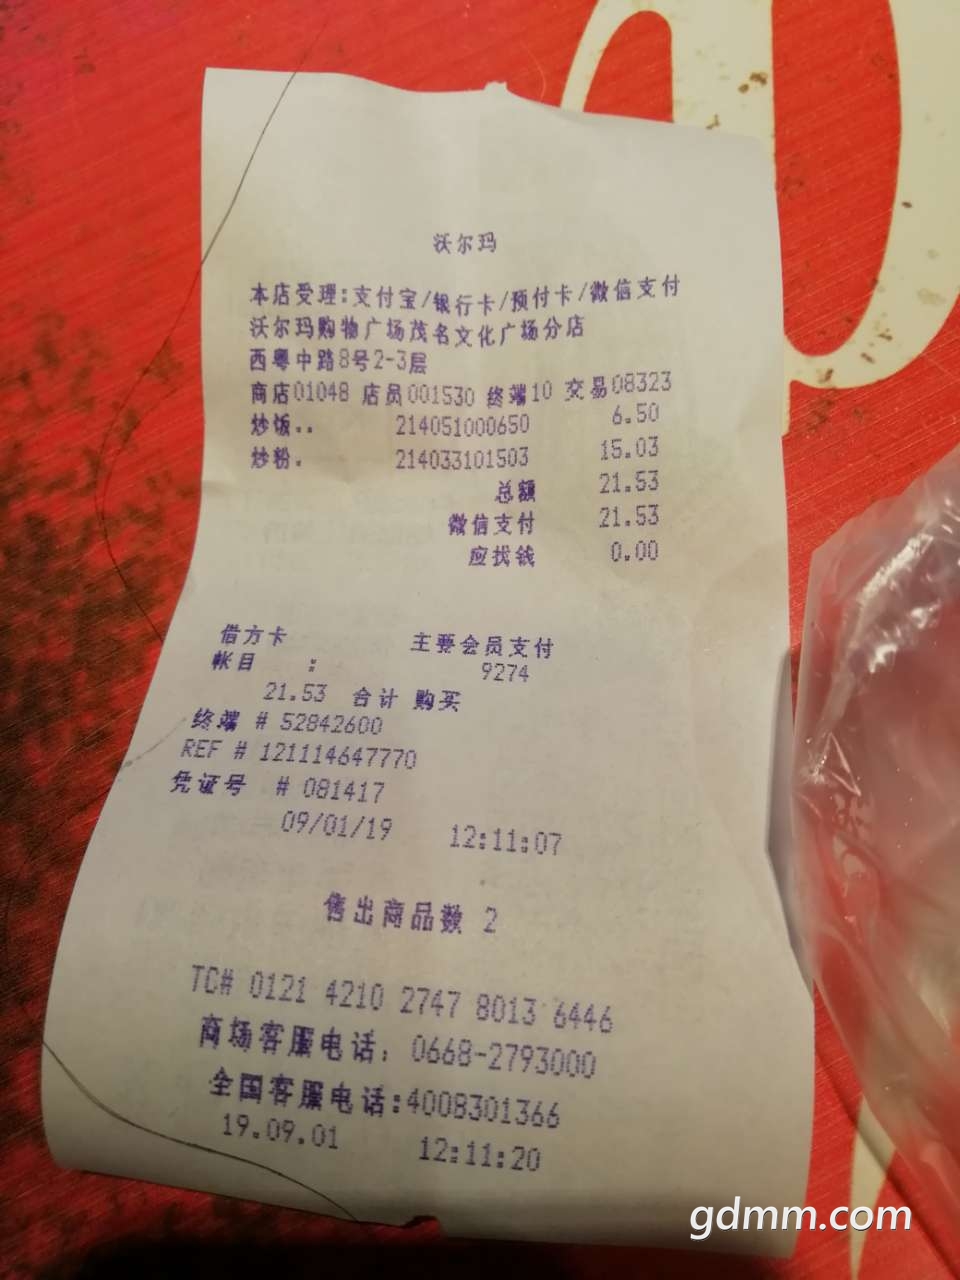 沃尔玛
本店受理:支付宝/银行卡/预付卡/微信支付
沃尔玛购物广场茂名文化广场分店
西粤中路8号2-3层
商店01048 店员001530 终端10 交易08323
炒饭.. 214051000650 6.50
炒粉. 214033101503 15.03
总额 21.53
微信支付 21.53
应找钱 0.00
借方卡 主要会员支付
帐目 : 9274
21.53 合计 购买
终端 # 52842600
REF # 121114647770
凭证号 # 081417
09/01/19 12:11:07
售出商品数 2
TC# 0121 4210 2747 8013 6446
商场客服电话: 0668-2793000
全国客服电话:4008301366
19.09.01 12:11:20
gdmm.com